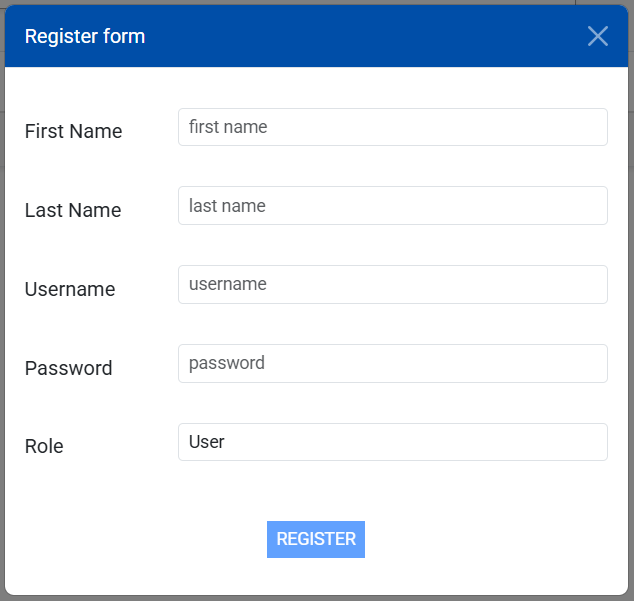 Register form
First Name first name
Last Name last name
Username username
Password password
Role User
REGISTER